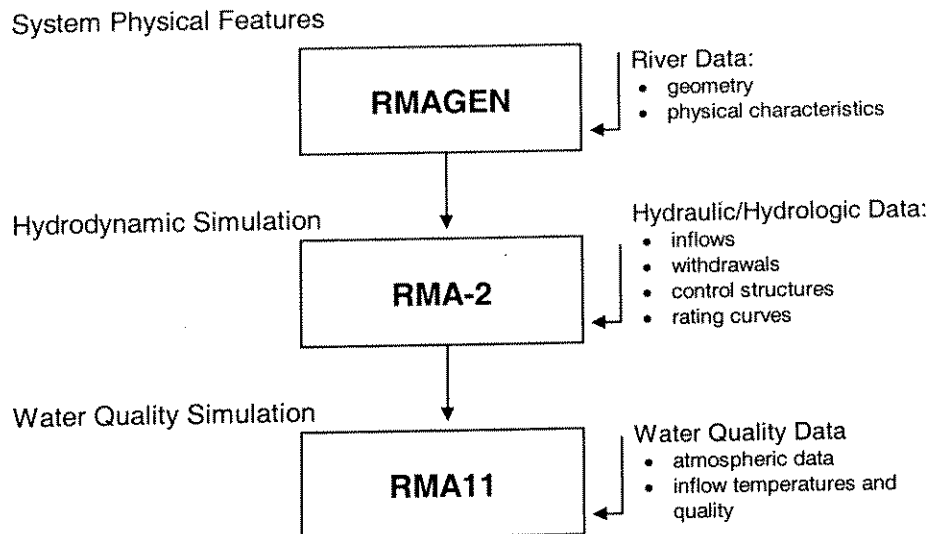 System Physical Features
RMAGEN
River Data:
• geometry
• physical characteristics
Hydrodynamic Simulation
RMA-2
Hydraulic/Hydrologic Data:
• inflows
• withdrawals
• control structures
• rating curves
Water Quality Simulation
RMA11
Water Quality Data
• atmospheric data
• inflow temperatures and
quality